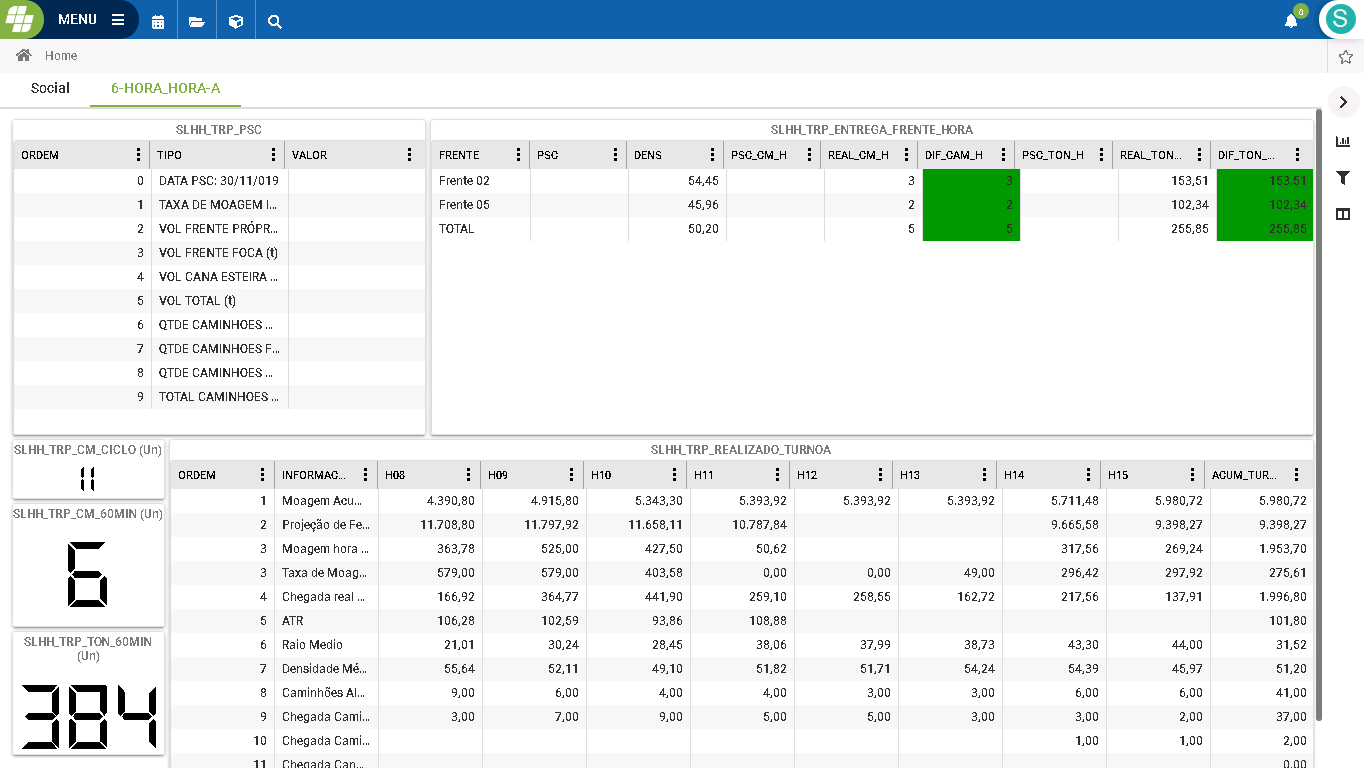 MENU
0
S
Home
Social 6-HORA_HORA-A
SLHH_TRP_PSC
ORDEM TIPO VALOR
0 DATA PSC: 30/11/019
1 TAXA DE MOAGEM I...
2 VOL FRENTE PRÓPR...
3 VOL FRENTE FOCA (t)
4 VOL CANA ESTEIRA ...
5 VOL TOTAL (t)
6 QTDE CAMINHOES ...
7 QTDE CAMINHOES F...
8 QTDE CAMINHOES ...
9 TOTAL CAMINHOES ...
SLHH_TRP_ENTREGA_FRENTE_HORA
FRENTE PSC DENS PSC_CM_H REAL_CM_H DIF_CAM_H PSC_TON_H REAL_TON... DIF_TON_...
Frente 02 54,45 3 3 153,51 153,51
Frente 05 45,96 2 2 102,34 102,34
TOTAL 50,20 5 5 255,85 255,85
SLHH_TRP_CM_CICLO (Un)
11
SLHH_TRP_CM_60MIN (Un)
6
SLHH_TRP_TON_60MIN
(Un)
384
SLHH_TRP_REALIZADO_TURNOA
ORDEM INFORMAC... H08 H09 H10 H11 H12 H13 H14 H15 ACUM_TUR...
1 Moagem Acu... 4.390,80 4.915,80 5.343,30 5.393,92 5.393,92 5.393,92 5.711,48 5.980,72 5.980,72
2 Projeção de Fe... 11.708,80 11.797,92 11.658,11 10.787,84 9.665,58 9.398,27 9.398,27
3 Moagem hora ... 363,78 525,00 427,50 50,62 317,56 269,24 1.953,70
3 Taxa de Moag... 579,00 579,00 403,58 0,00 0,00 49,00 296,42 297,92 275,61
4 Chegada real ... 166,92 364,77 441,90 259,10 258,55 162,72 217,56 137,91 1.996,80
5 ATR 106,28 102,59 93,86 108,88 101,80
6 Raio Medio 21,01 30,24 28,45 38,06 37,99 38,73 43,30 44,00 31,52
7 Densidade Mé... 55,64 52,11 49,10 51,82 51,71 54,24 54,39 45,97 51,20
8 Caminhões Al... 9,00 6,00 4,00 4,00 3,00 3,00 6,00 6,00 41,00
9 Chegada Cami... 3,00 7,00 9,00 5,00 5,00 3,00 3,00 2,00 37,00
10 Chegada Cami... 1,00 1,00 2,00
11 Chegada Can... 0,00